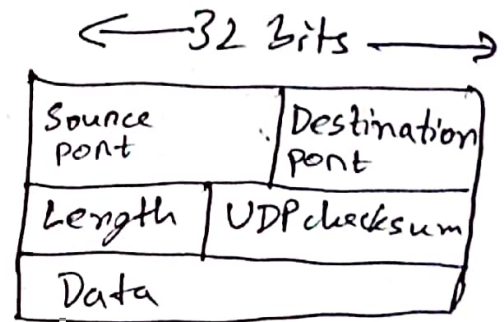 32 Bits
Source Destination
port port
Length UDP checksum
Data